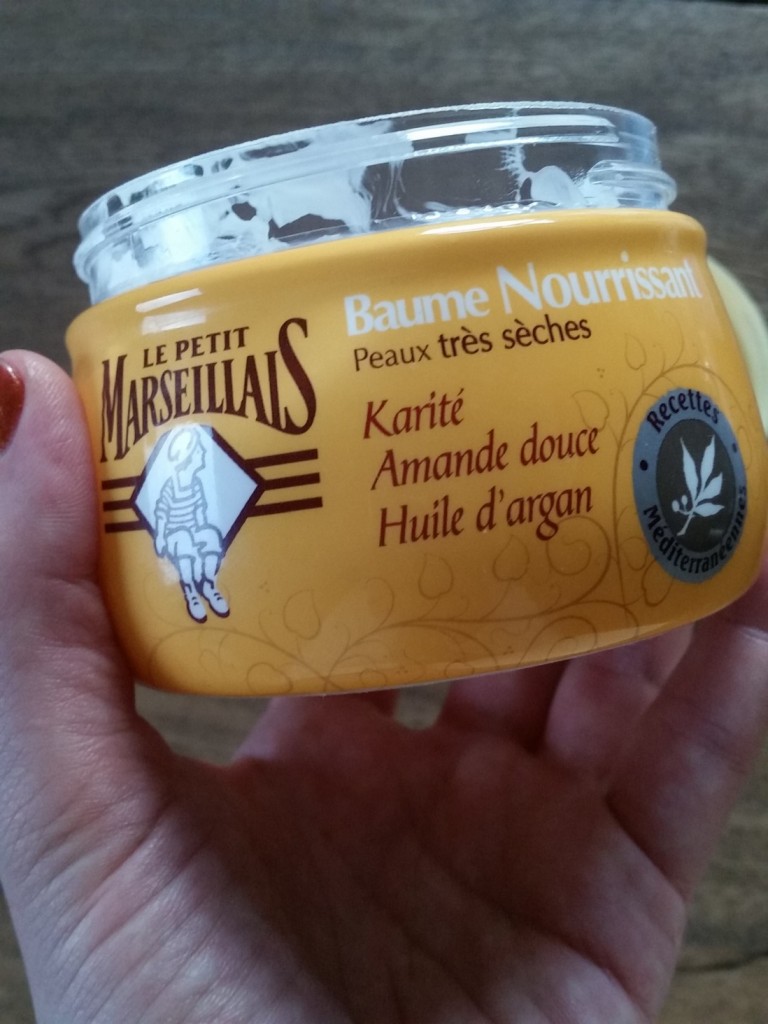 LE PETIT
MARSEILLAIS
Baume Nourrissant
Peaux très sèches
Karité
Amande douce
Huile d'argan
Recettes
Méditerranéennes